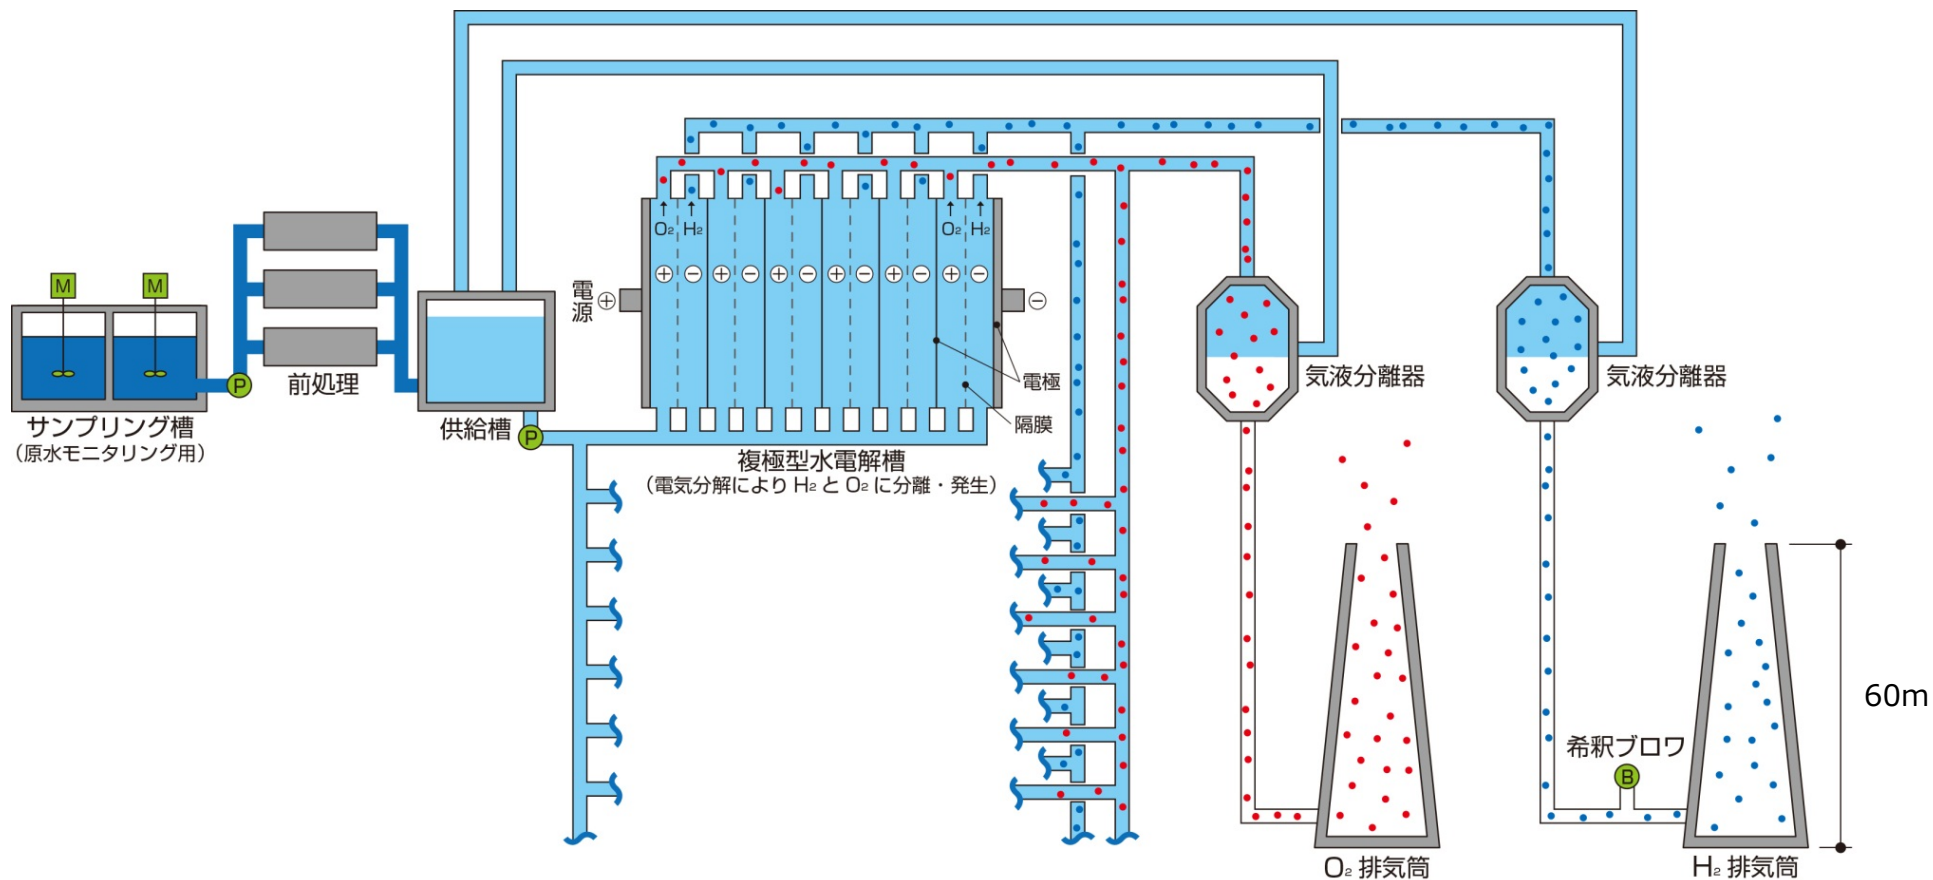 M
M
P
サンプリング槽
（原水モニタリング用）
前処理
供給槽
P
電源
⊕
⊖
O₂
H₂
O₂
H₂
⊕ ⊖ ⊕ ⊖ ⊕ ⊖ ⊕ ⊖ ⊕ ⊖ ⊕ ⊖
電極
隔膜
複極型水電解槽
（電気分解により H₂ と O₂ に分離・発生）
気液分離器
気液分離器
希釈ブロワ
B
60m
O₂ 排気筒
H₂ 排気筒